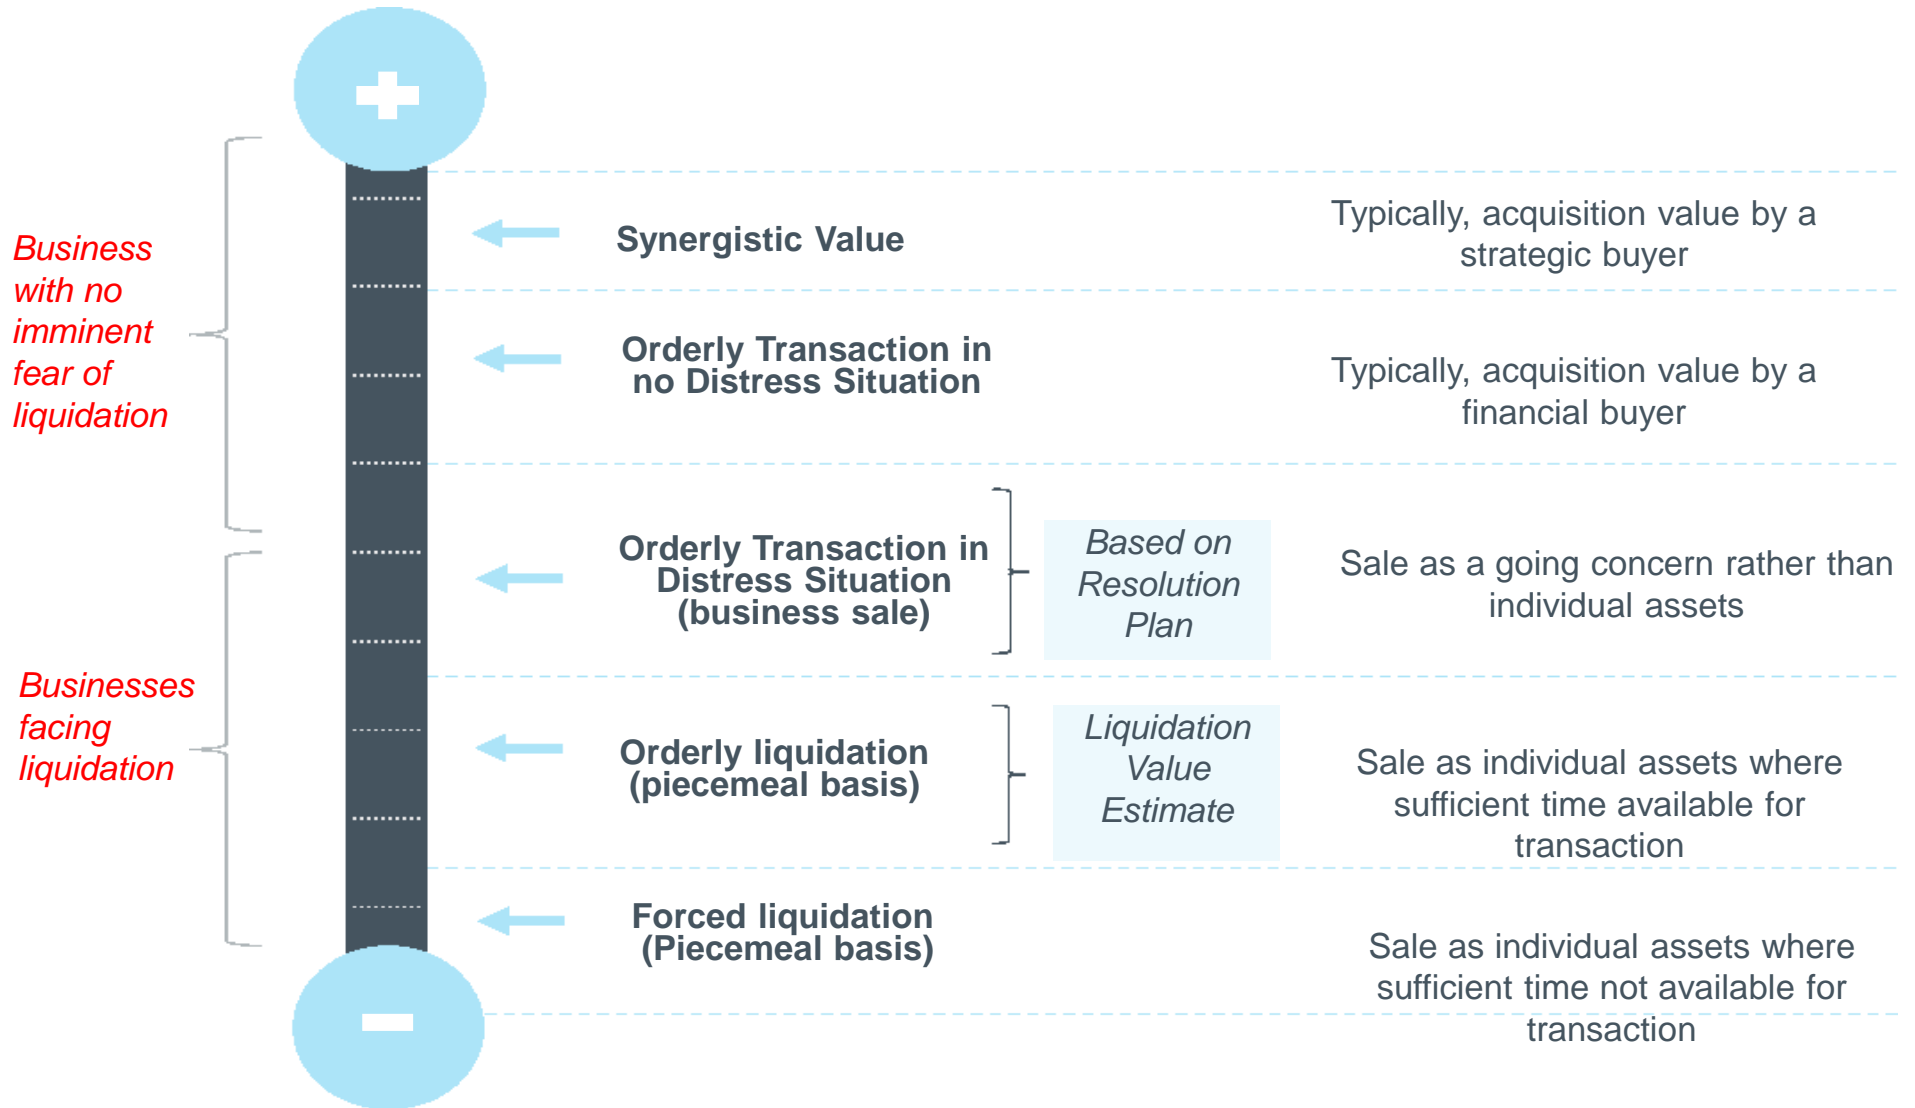 Business
with no
imminent
fear of
liquidation
Synergistic Value
Typically, acquisition value by a
strategic buyer
Orderly Transaction in
no Distress Situation
Typically, acquisition value by a
financial buyer
Orderly Transaction in
Distress Situation
(business sale)
Based on
Resolution
Plan
Sale as a going concern rather than
individual assets
Businesses
facing
liquidation
Orderly liquidation
(piecemeal basis)
Liquidation
Value
Estimate
Sale as individual assets where
sufficient time available for
transaction
Forced liquidation
(Piecemeal basis)
Sale as individual assets where
sufficient time not available for
transaction